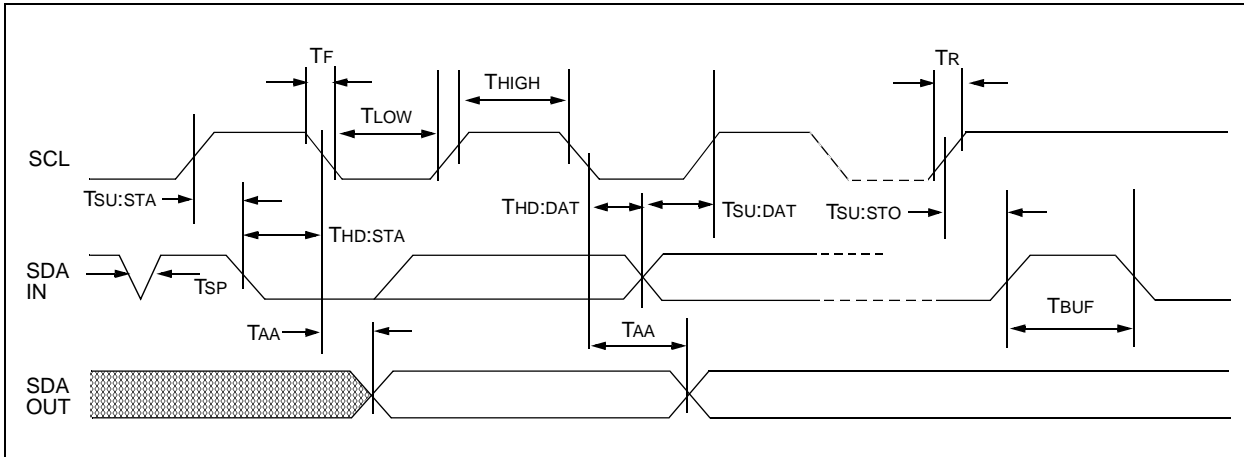 TF
TR
THIGH
TLOW
SCL
TSU:STA
THD:DAT
TSU:DAT
TSU:STO
THD:STA
SDA
IN
TSP
TBUF
TAA
TAA
SDA
OUT